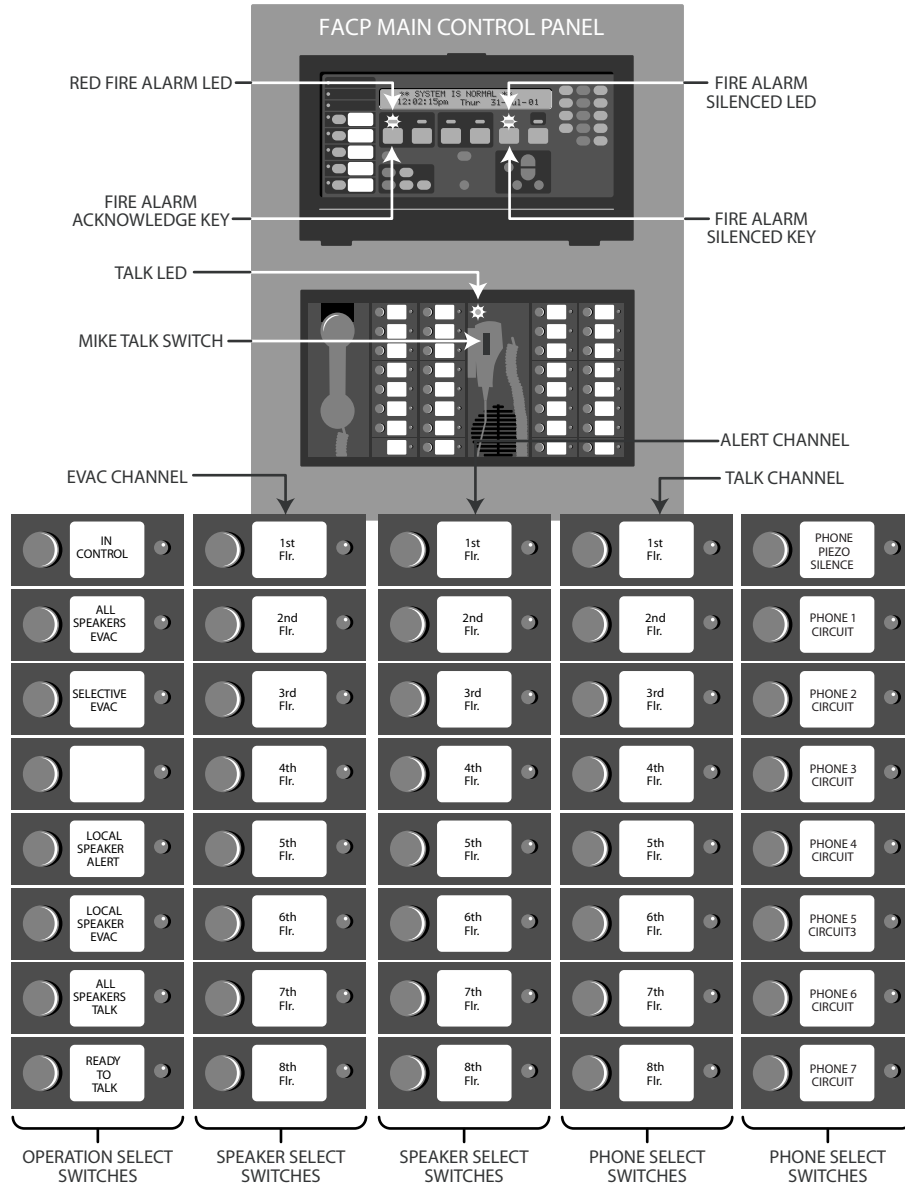 FACP MAIN CONTROL PANEL
RED FIRE ALARM LED
FIRE ALARM
SILENCED LED
** SYSTEM IS NORMAL **
12:02:15pm Thur 31-Jul-01
FIRE ALARM
ACKNOWLEDGE KEY
FIRE ALARM
SILENCED KEY
TALK LED
MIKE TALK SWITCH
ALERT CHANNEL
EVAC CHANNEL
TALK CHANNEL
IN
CONTROL
1st
Flr.
1st
Flr.
1st
Flr.
PHONE
PIEZO
SILENCE
ALL
SPEAKERS
EVAC
2nd
Flr.
2nd
Flr.
2nd
Flr.
PHONE 1
CIRCUIT
SELECTIVE
EVAC
3rd
Flr.
3rd
Flr.
3rd
Flr.
PHONE 2
CIRCUIT
4th
Flr.
4th
Flr.
4th
Flr.
PHONE 3
CIRCUIT
LOCAL
SPEAKER
ALERT
5th
Flr.
5th
Flr.
5th
Flr.
PHONE 4
CIRCUIT
LOCAL
SPEAKER
EVAC
6th
Flr.
6th
Flr.
6th
Flr.
PHONE 5
CIRCUIT3
ALL
SPEAKERS
TALK
7th
Flr.
7th
Flr.
7th
Flr.
PHONE 6
CIRCUIT
READY
TO
TALK
8th
Flr.
8th
Flr.
8th
Flr.
PHONE 7
CIRCUIT
OPERATION SELECT
SWITCHES
SPEAKER SELECT
SWITCHES
SPEAKER SELECT
SWITCHES
PHONE SELECT
SWITCHES
PHONE SELECT
SWITCHES